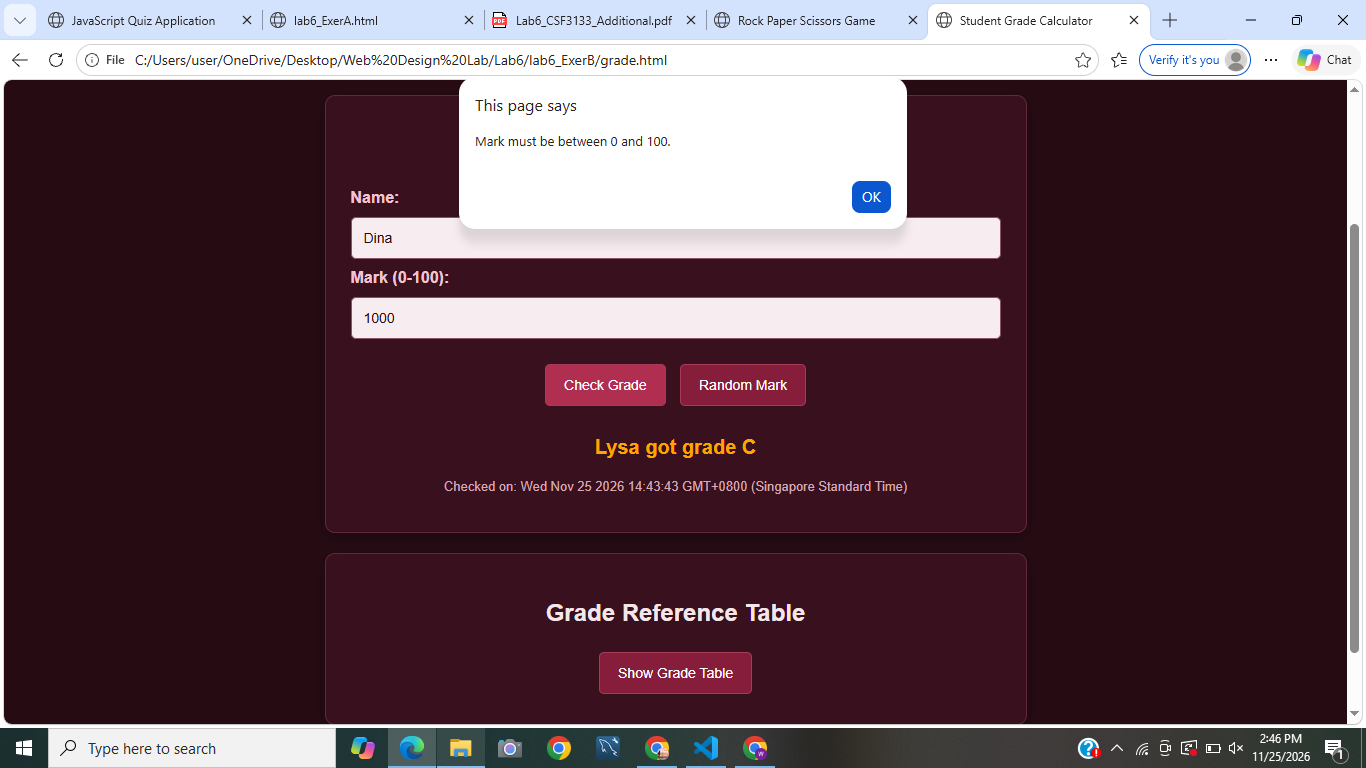 JavaScript Quiz Application
lab6_ExerA.html
Lab6_CSF3133_Additional.pdf
Rock Paper Scissors Game
Student Grade Calculator
File
C:/Users/user/OneDrive/Desktop/Web%20Design%20Lab/Lab6/lab6_ExerB/grade.html
Verify it's you
Chat
This page says
Mark must be between 0 and 100.
OK
Name:
Dina
Mark (0-100):
1000
Check Grade
Random Mark
Lysa got grade C
Checked on: Wed Nov 25 2026 14:43:43 GMT+0800 (Singapore Standard Time)
Grade Reference Table
Show Grade Table
Type here to search
2:46 PM
11/25/2026
1